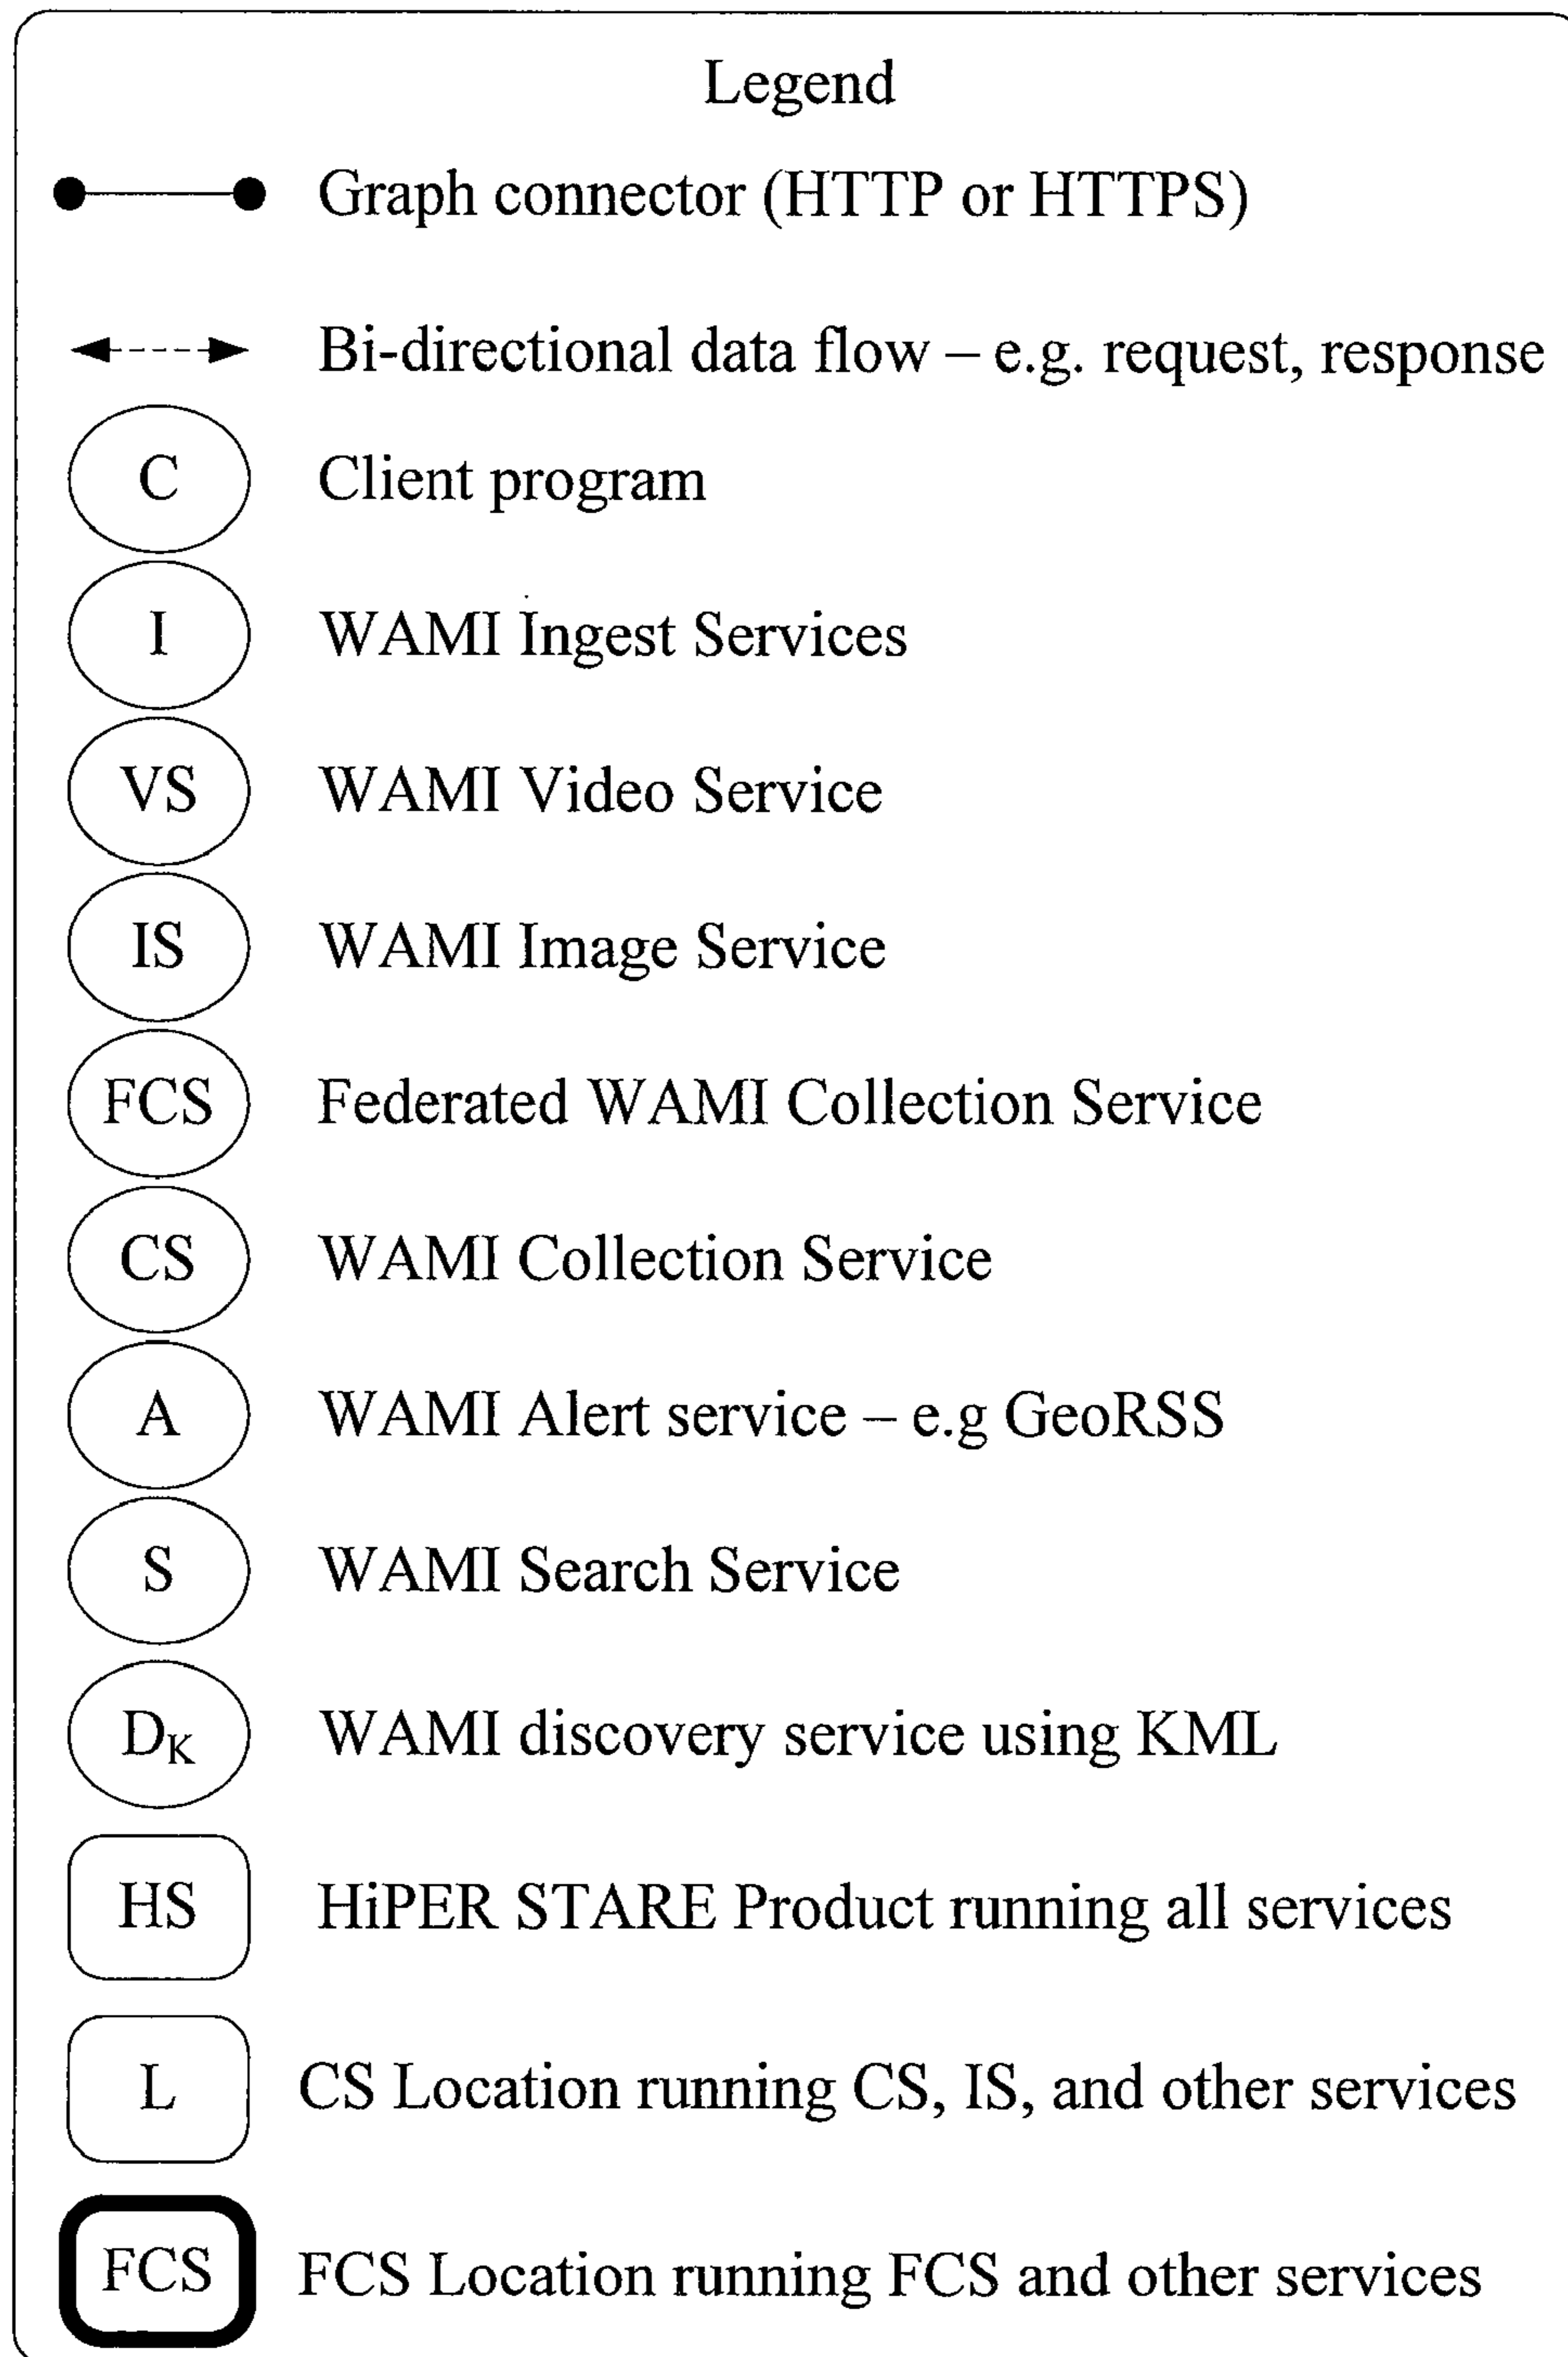 Legend
Graph connector (HTTP or HTTPS)
Bi-directional data flow – e.g. request, response
C Client program
I WAMI Ingest Services
VS WAMI Video Service
IS WAMI Image Service
FCS Federated WAMI Collection Service
CS WAMI Collection Service
A WAMI Alert service – e.g GeoRSS
S WAMI Search Service
DK WAMI discovery service using KML
HS HiPER STARE Product running all services
L CS Location running CS, IS, and other services
FCS FCS Location running FCS and other services